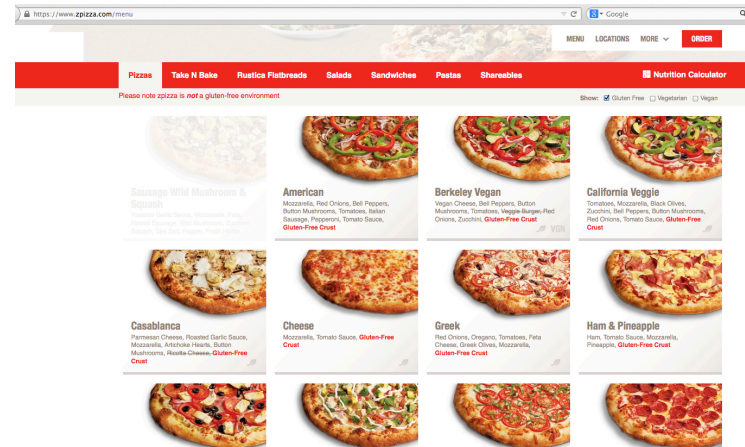 https://www.zpizza.com/menu
Google
MENU LOCATIONS MORE ORDER
Pizzas Take N Bake Rustica Flatbreads Salads Sandwiches Pastas Shareables Nutrition Calculator
Please note zpizza is not a gluten-free environment
Show: Gluten Free Vegetarian Vegan
Sausage Wild Mushroom &
Squash
American
Mozzarella, Red Onions, Bell Peppers,
Button Mushrooms, Tomatoes, Italian
Sausage, Pepperoni, Tomato Sauce,
Gluten-Free Crust
Berkeley Vegan
Vegan Cheese, Bell Peppers, Button
Mushrooms, Tomatoes, Veggie Burger, Red
Onions, Zucchini, Gluten-Free Crust
VGN
California Veggie
Tomatoes, Mozzarella, Black Olives,
Zucchini, Bell Peppers, Button Mushrooms,
Red Onions, Tomato Sauce, Gluten-Free
Crust
Casablanca
Parmesan Cheese, Roasted Garlic Sauce,
Mozzarella, Artichoke Hearts, Button
Mushrooms, Ricotta Cheese, Gluten-Free
Crust
Cheese
Mozzarella, Tomato Sauce, Gluten-Free
Crust
Greek
Red Onions, Oregano, Tomatoes, Feta
Cheese, Greek Olives, Mozzarella,
Gluten-Free Crust
Ham & Pineapple
Ham, Tomato Sauce, Mozzarella,
Pineapple, Gluten-Free Crust